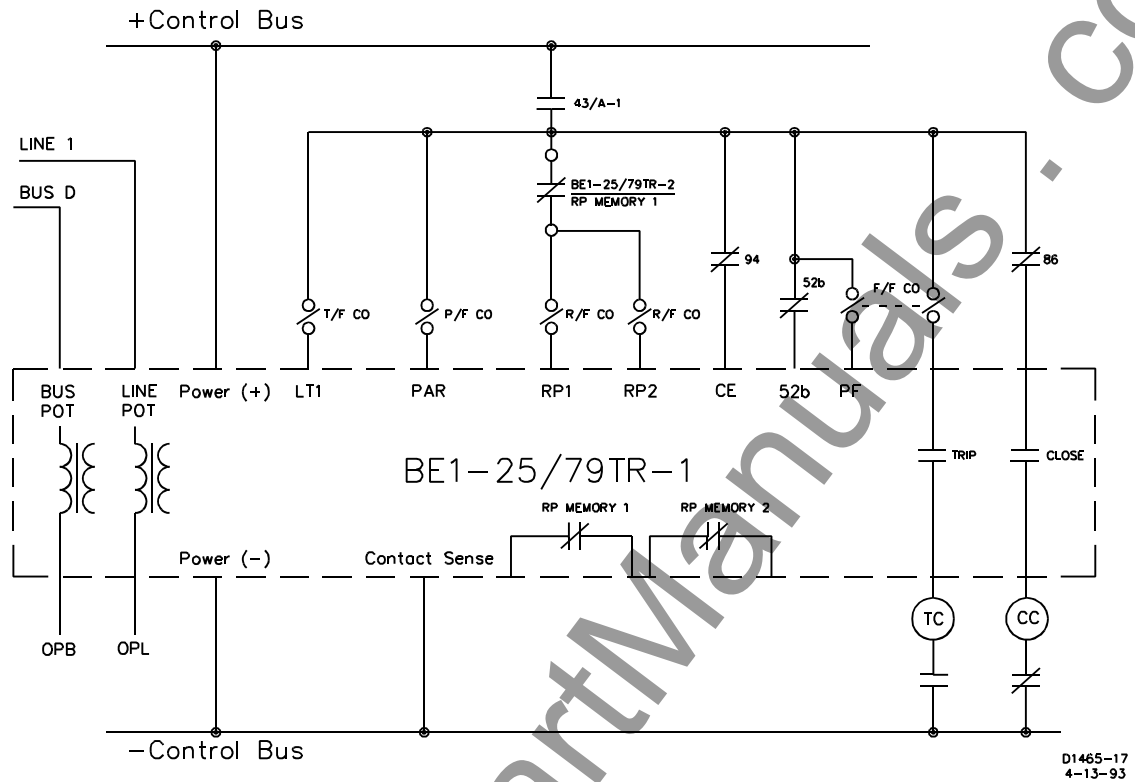 +Control Bus
43/A-1
LINE 1
BUS D
BE1-25/79TR-2
RP MEMORY 1
94
52b
F/F CO
86
T/F CO
P/F CO
R/F CO
R/F CO
BUS POT
LINE POT
Power (+)
LT1
PAR
RP1
RP2
CE
52b
PF
TRIP
CLOSE
BE1-25/79TR-1
RP MEMORY 1
RP MEMORY 2
Power (-)
Contact Sense
TC
CC
OPB
OPL
-Control Bus
D1465-17
4-13-93
artManuals . co